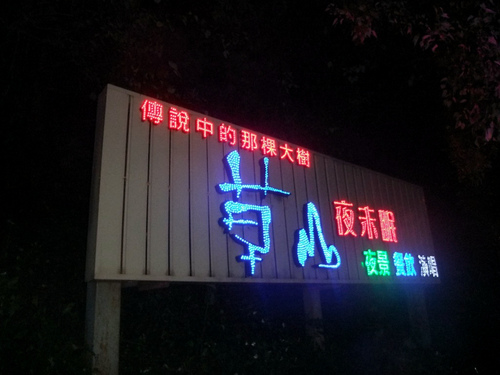 傳說中的那棵大樹
草山
夜未眠
夜景 餐飲 演唱